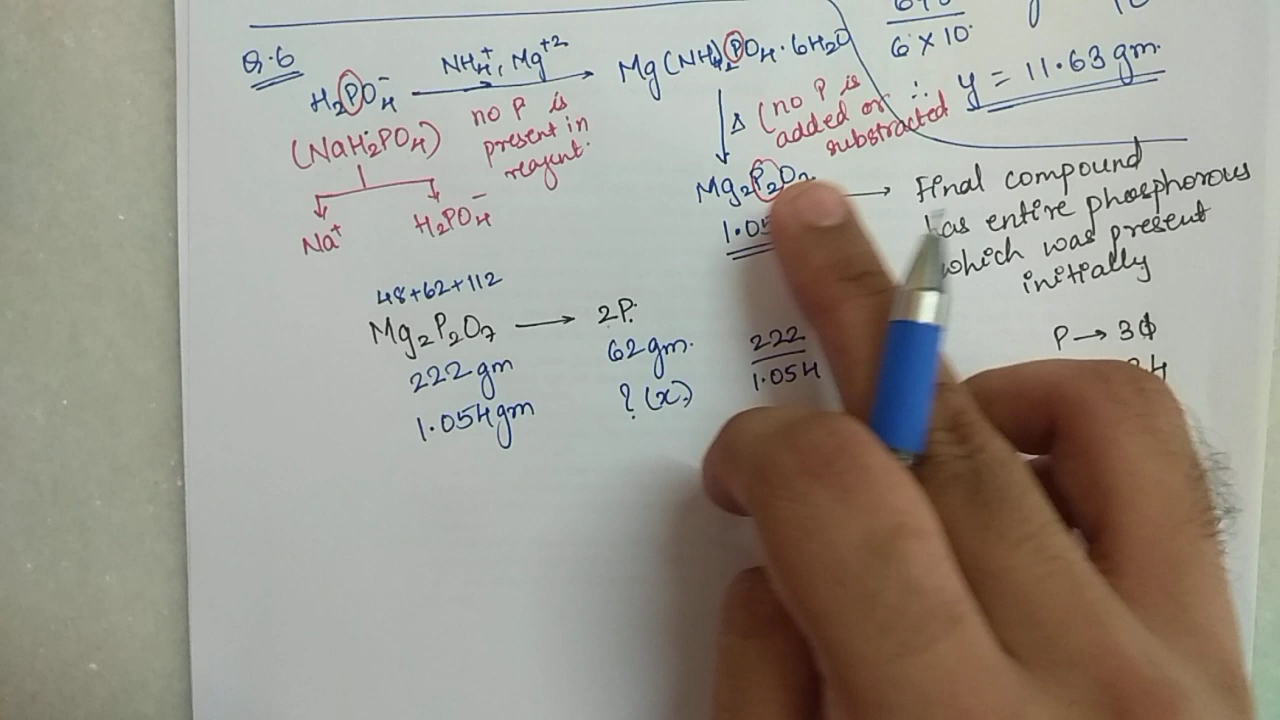 6 × 10
y = 11.63 gm.
Q.6
H2PO4^-
NH4^+, Mg^+2
Mg(NH4)2PO4·6H2O
(NaH2PO4)
no P is
present in
reagent.
Na^+
H2PO4^-
Δ
(no P is
added or ∴
substracted
Mg2P2O7
1.05
→ Final compound
has entire phosphorous
which was present
initially
48+62+112
Mg2P2O7 → 2P.
222 gm 62 gm.
1.054 gm ? (x)
222
1.054
P → 31